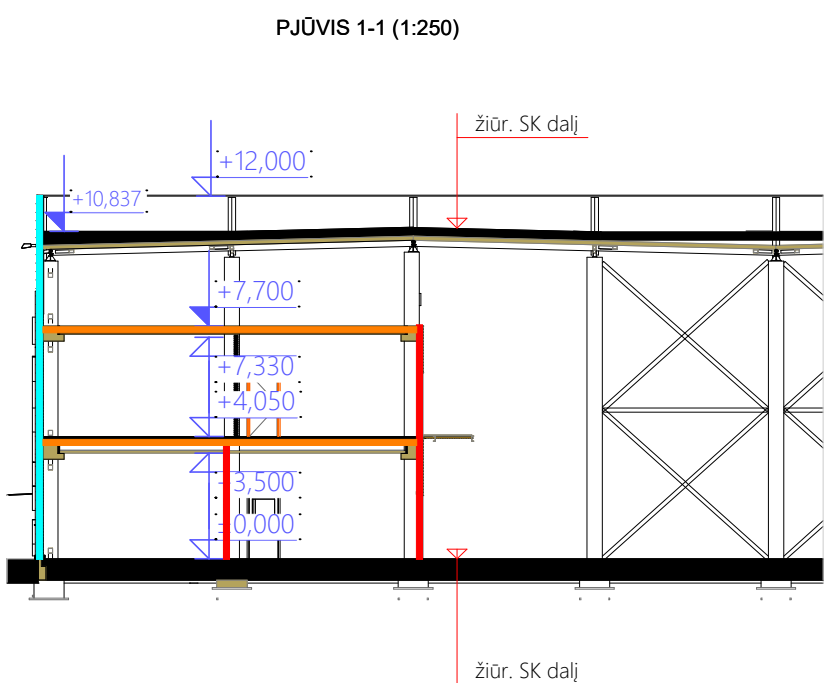 PJŪVIS 1-1 (1:250)
žiūr. SK dalį
+12,000
+10,837
+7,700
+7,330
+4,050
+3,500
±0,000
žiūr. SK dalį